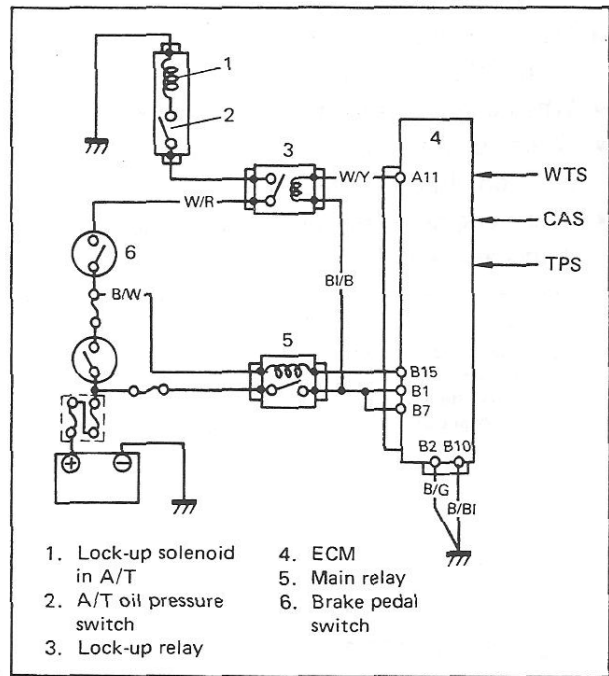 1
2
3
4
W/Y
A11
WTS
W/R
CAS
6
TPS
B/W
Bl/B
5
B15
B1
B7
+
−
B2 B10
B/G
B/Bl
1. Lock-up solenoid
in A/T
2. A/T oil pressure
switch
3. Lock-up relay
4. ECM
5. Main relay
6. Brake pedal
switch